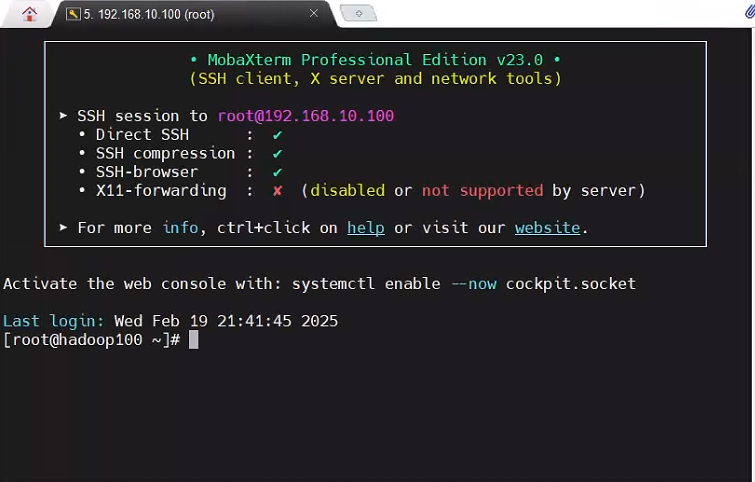 5. 192.168.10.100 (root)
• MobaXterm Professional Edition v23.0 •
(SSH client, X server and network tools)
➤ SSH session to root@192.168.10.100
• Direct SSH : ✔
• SSH compression : ✔
• SSH-browser : ✔
• X11-forwarding : ✘ (disabled or not supported by server)
➤ For more info, ctrl+click on help or visit our website.
Activate the web console with: systemctl enable --now cockpit.socket
Last login: Wed Feb 19 21:41:45 2025
[root@hadoop100 ~]#